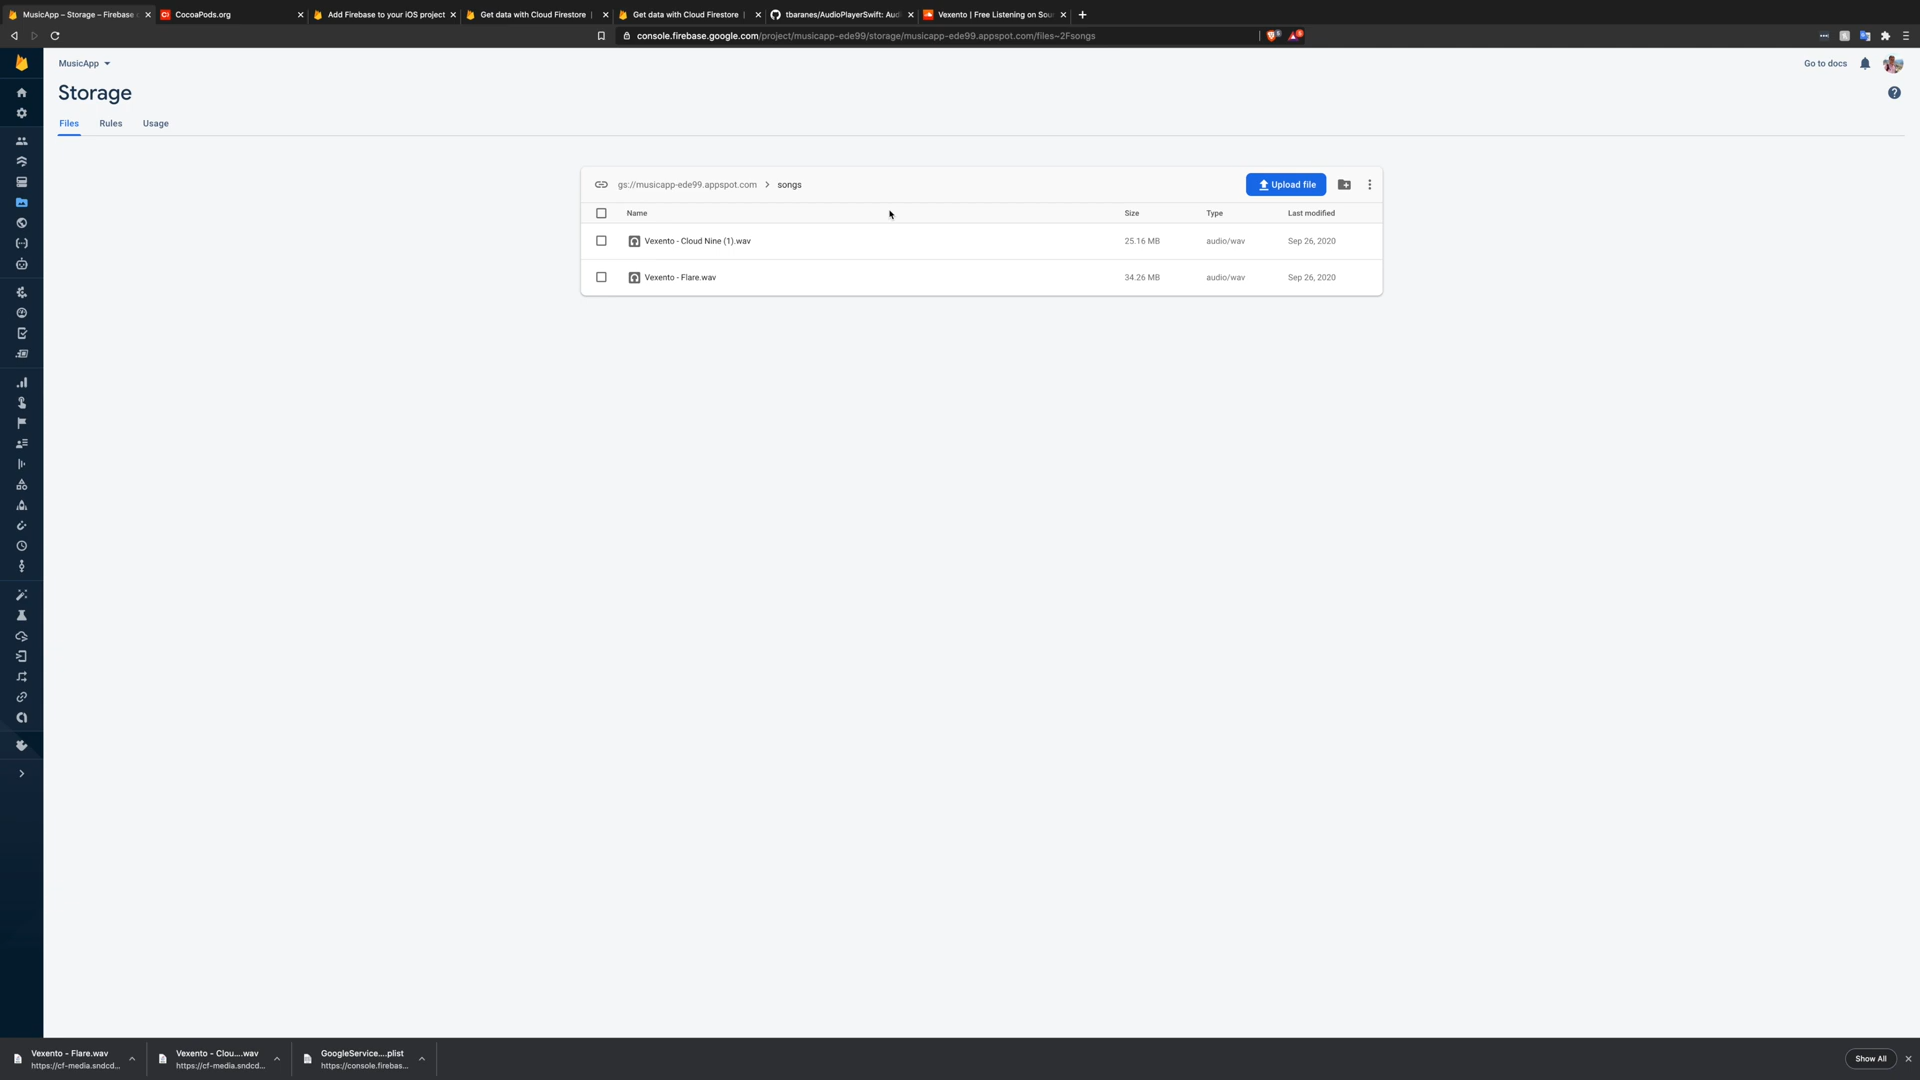 MusicApp – Storage – Firebase
CocoaPods.org
Add Firebase to your iOS project
Get data with Cloud Firestore |
Get data with Cloud Firestore |
tbaranes/AudioPlayerSwift: Aud
Vexento | Free Listening on Sou
console.firebase.google.com/project/musicapp-ede99/storage/musicapp-ede99.appspot.com/files~2Fsongs
MusicApp
Go to docs
Storage
Files Rules Usage
gs://musicapp-ede99.appspot.com > songs
Upload file
Name Size Type Last modified
Vexento - Cloud Nine (1).wav 25.16 MB audio/wav Sep 26, 2020
Vexento - Flare.wav 34.26 MB audio/wav Sep 26, 2020
Vexento - Flare.wav
https://cf-media.sndcd...
Vexento - Clou....wav
https://cf-media.sndcd...
GoogleService....plist
https://console.firebas...
Show All